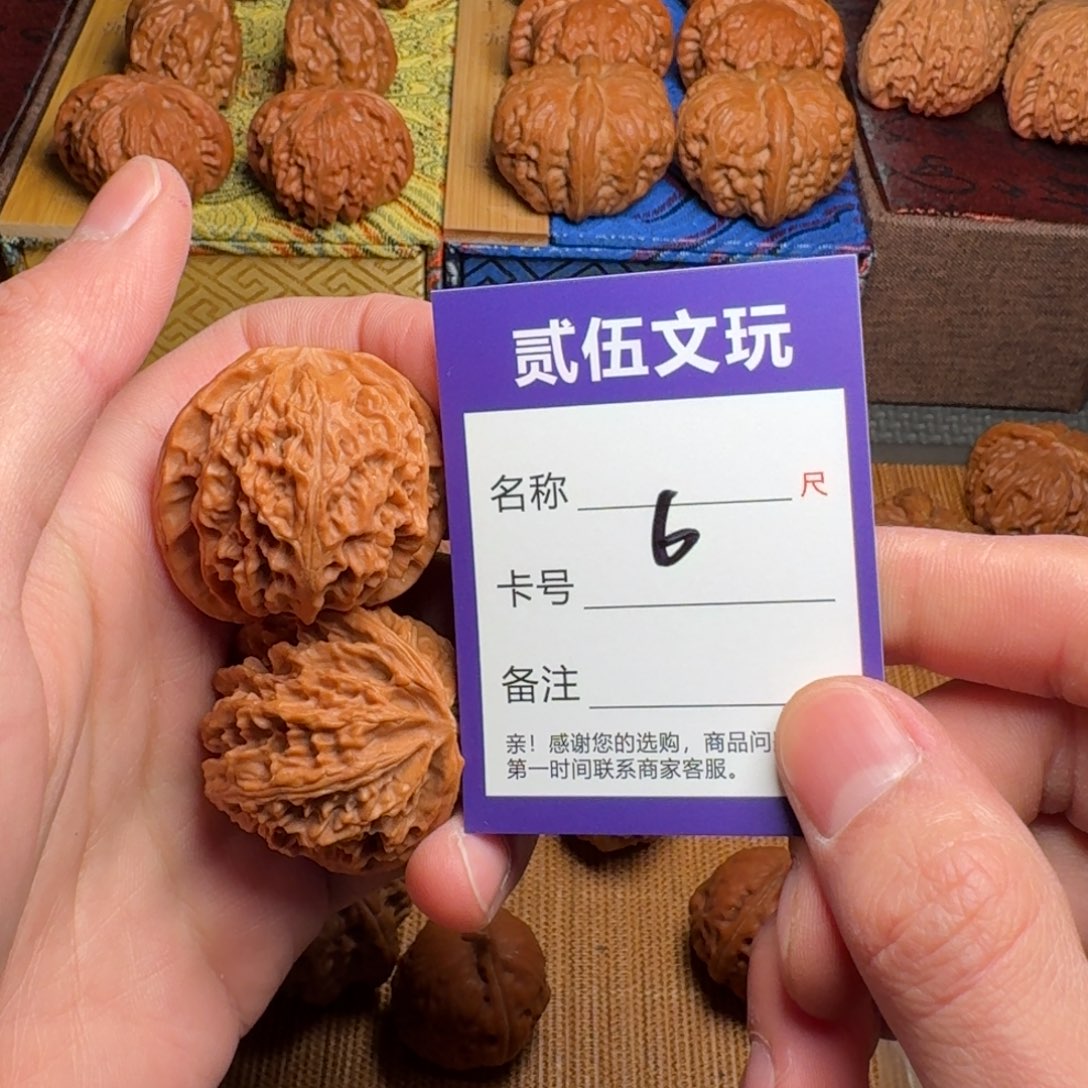 贰伍文玩
名称 尺
6
卡号
备注
亲！感谢您的选购，商品问
第一时间联系商家客服。